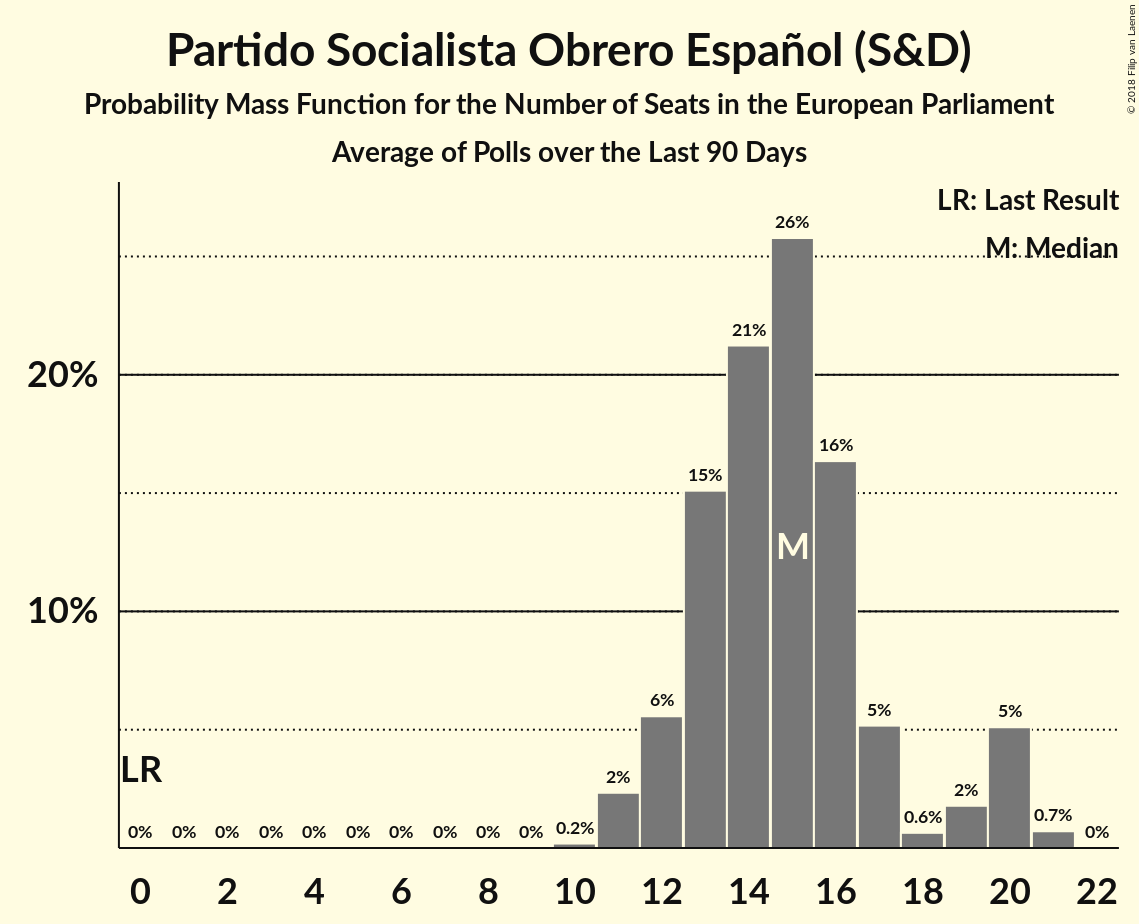 Partido Socialista Obrero Español (S&D)
Probability Mass Function for the Number of Seats in the European Parliament
Average of Polls over the Last 90 Days
© 2018 Filip van Laenen
LR: Last Result
M: Median
26%
21%
20%
16%
15%
M
10%
6%
5%
5%
LR
2%
2%
0% 0% 0% 0% 0% 0% 0% 0% 0% 0% 0.2% 0.6% 0.7% 0%
0 2 4 6 8 10 12 14 16 18 20 22